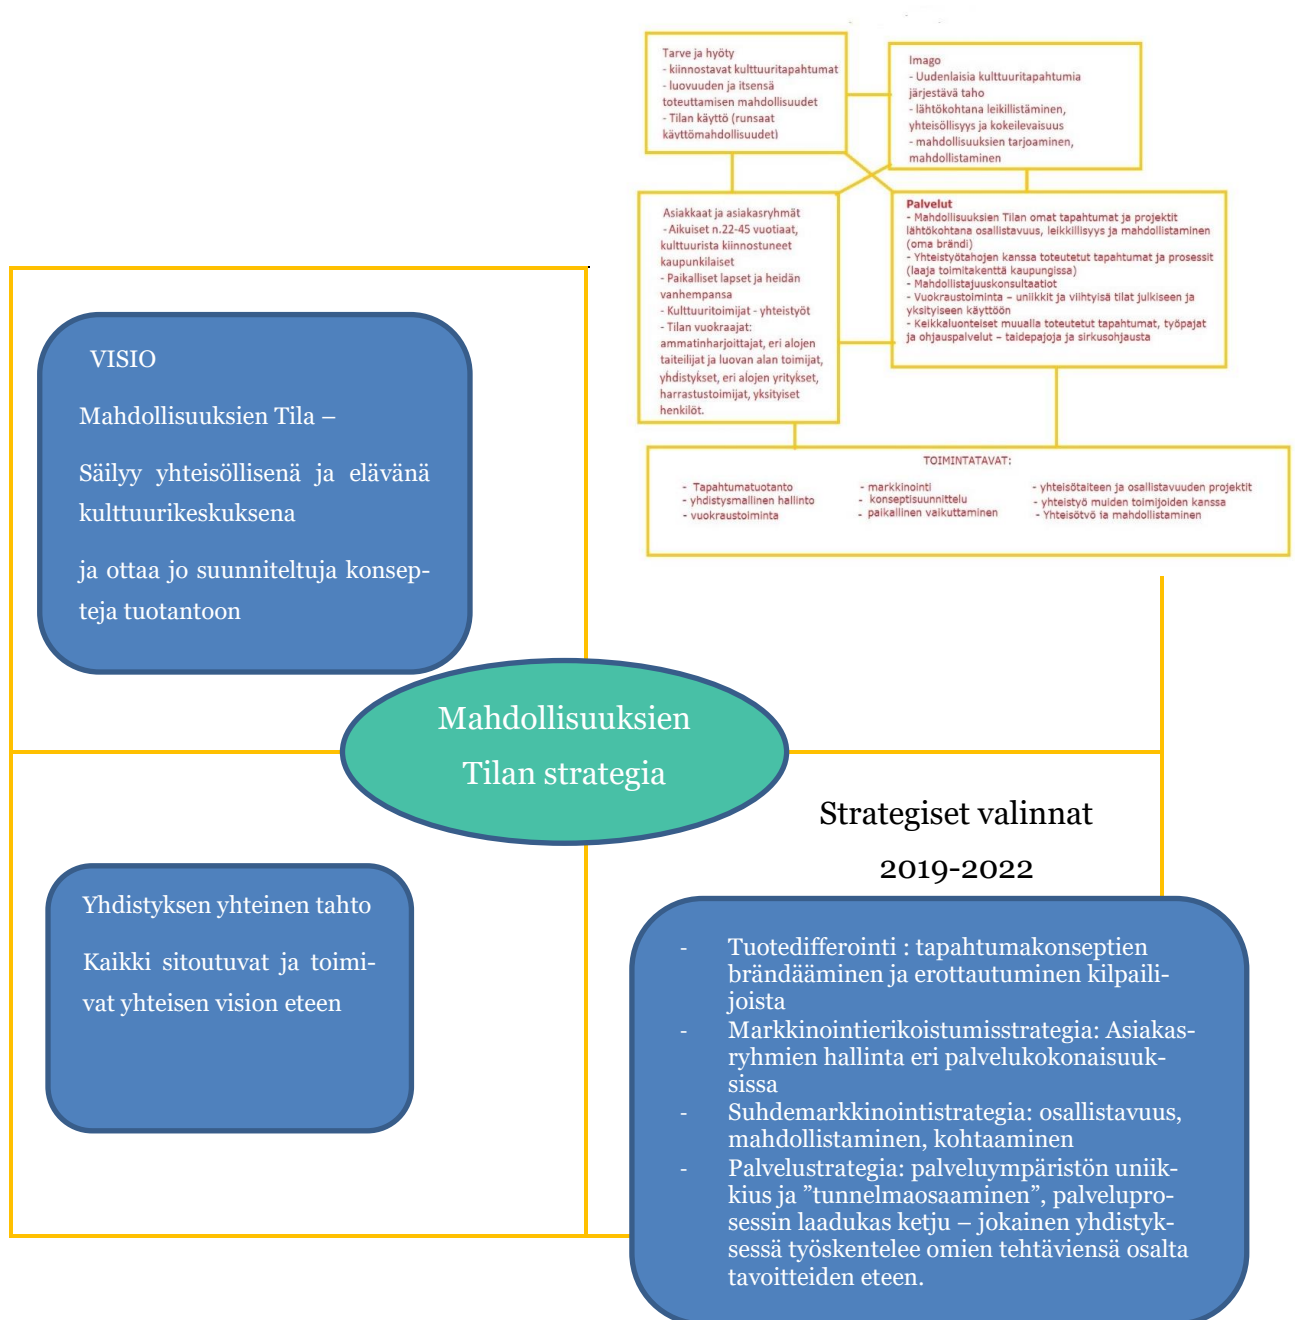 Tarve ja hyöty
- kiinnostavat kulttuuritapahtumat
- luovuuden ja itsensä
toteuttamisen mahdollisuudet
- Tilan käyttö (runsaat
käyttömahdollisuudet)
Imago
- Uudenlaisia kulttuuritapahtumia
järjestävä taho
- lähtökohtana leikillistäminen,
yhteisöllisyys ja kokeilevaisuus
- mahdollisuuksien tarjoaminen,
mahdollistaminen
Asiakkaat ja asiakasryhmät
- Aikuiset n.22-45 vuotiaat,
kulttuurista kiinnostuneet
kaupunkilaiset
- Paikalliset lapset ja heidän
vanhempansa
- Kulttuuritoimijat - yhteistyöt
- Tilan vuokraajat:
ammatinharjoittajat, eri alojen
taiteilijat ja luovan alan toimijat,
yhdistykset, eri alojen yritykset,
harrastustoimijat, yksityiset
henkilöt.
Palvelut
- Mahdollisuuksien Tilan omat tapahtumat ja projektit
lähtökohtana osallistavuus, leikkillisyys ja mahdollistaminen
(oma brändi)
- Yhteistyötahojen kanssa toteutetut tapahtumat ja prosessit
(laaja toimitakenttä kaupungissa)
- Mahdollistajuuskonsultaatiot
- Vuokraustoiminta – uniikkit ja viihtyisä tilat julkiseen ja
yksityiseen käyttöön
- Keikkaluonteiset muualla toteutetut tapahtumat, työpajat
ja ohjauspalvelut – taidepajoja ja sirkusohjausta
TOIMINTATAVAT:
- Tapahtumatuotanto
- yhdistysmallinen hallinto
- vuokraustoiminta
- markkinointi
- konseptisuunnittelu
- paikallinen vaikuttaminen
- yhteisötaiteen ja osallistavuuden projektit
- yhteistyö muiden toimijoiden kanssa
- Yhteisötyö ja mahdollistaminen
VISIO
Mahdollisuuksien Tila –
Säilyy yhteisöllisenä ja elävänä
kulttuurikeskuksena
ja ottaa jo suunniteltuja konsep-
teja tuotantoon
Mahdollisuuksien
Tilan strategia
Yhdistyksen yhteinen tahto
Kaikki sitoutuvat ja toimi-
vat yhteisen vision eteen
Strategiset valinnat
2019-2022
- Tuotedifferointi : tapahtumakonseptien
brändääminen ja erottautuminen kilpaili-
joista
- Markkinointierikoistumisstrategia: Asiakas-
ryhmien hallinta eri palvelukokonaisuuk-
sissa
- Suhdemarkkinointistrategia: osallistavuus,
mahdollistaminen, kohtaaminen
- Palvelustrategia: palveluympäristön uniik-
kius ja ”tunnelmaosaaminen”, palvelupro-
sessin laadukas ketju – jokainen yhdistyk-
sessä työskentelee omien tehtäviensä osalta
tavoitteiden eteen.